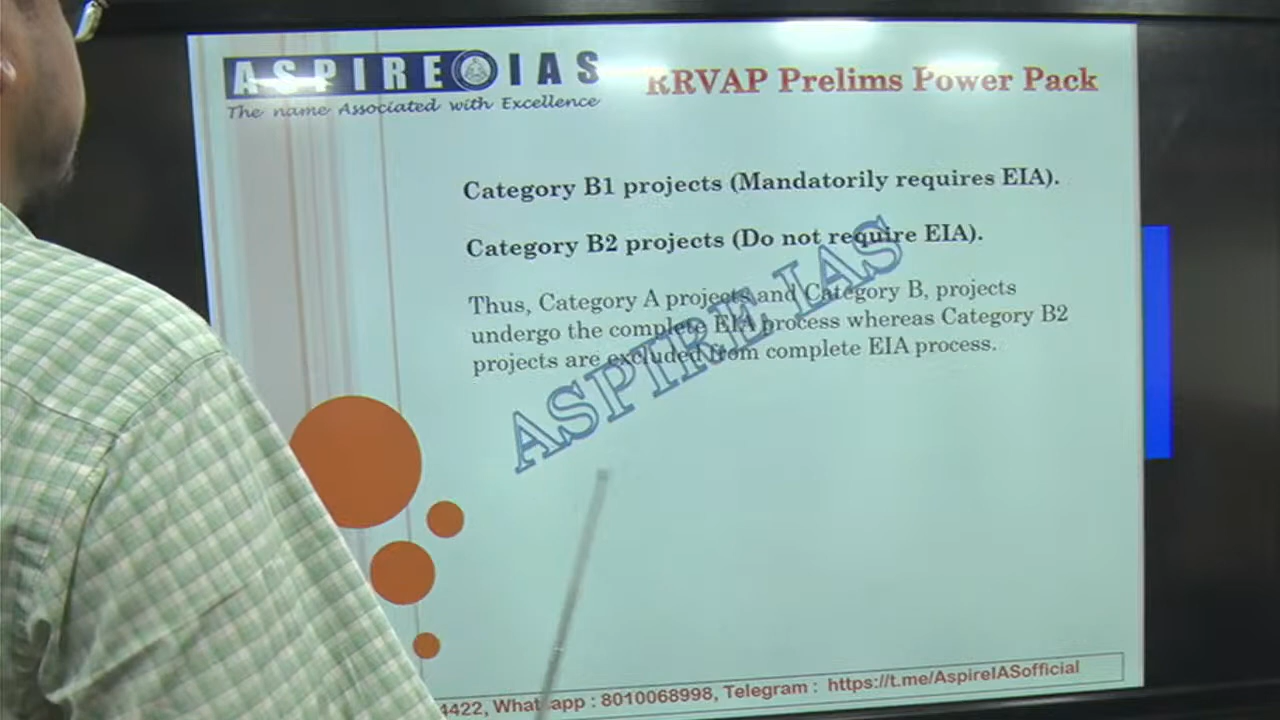 ASPIRE IAS
The name Associated with Excellence
RRVAP Prelims Power Pack
Category B1 projects (Mandatorily requires EIA).
Category B2 projects (Do not require EIA).
Thus, Category A projects and Category B, projects
undergo the complete EIA process whereas Category B2
projects are excluded from complete EIA process.
ASPIRE IAS
4422, Whatsapp : 8010068998, Telegram : https://t.me/AspireIASofficial